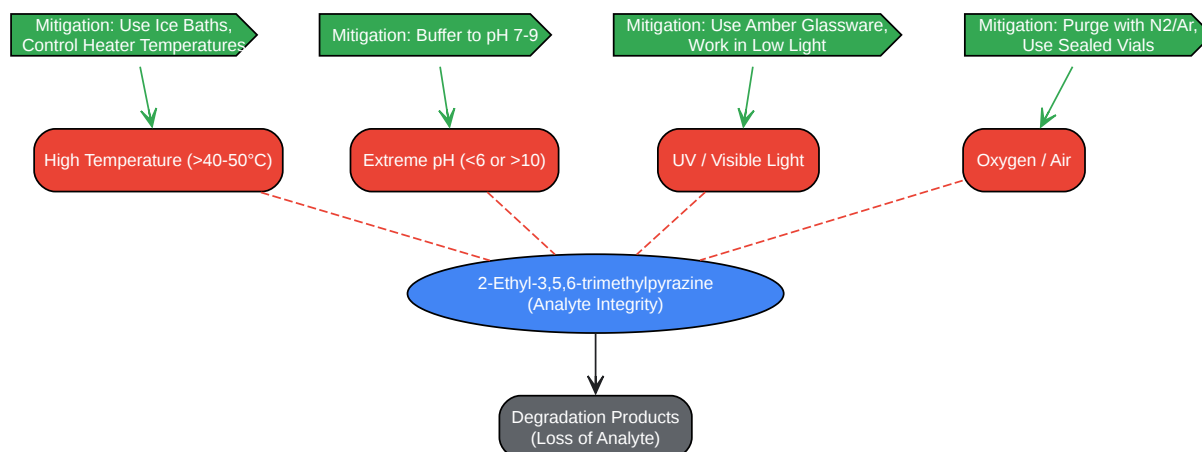 Mitigation: Use Ice Baths,
Control Heater Temperatures
Mitigation: Buffer to pH 7-9
Mitigation: Use Amber Glassware,
Work in Low Light
Mitigation: Purge with N2/Ar,
Use Sealed Vials
High Temperature (>40-50°C)
Extreme pH (<6 or >10)
UV / Visible Light
Oxygen / Air
2-Ethyl-3,5,6-trimethylpyrazine
(Analyte Integrity)
Degradation Products
(Loss of Analyte)